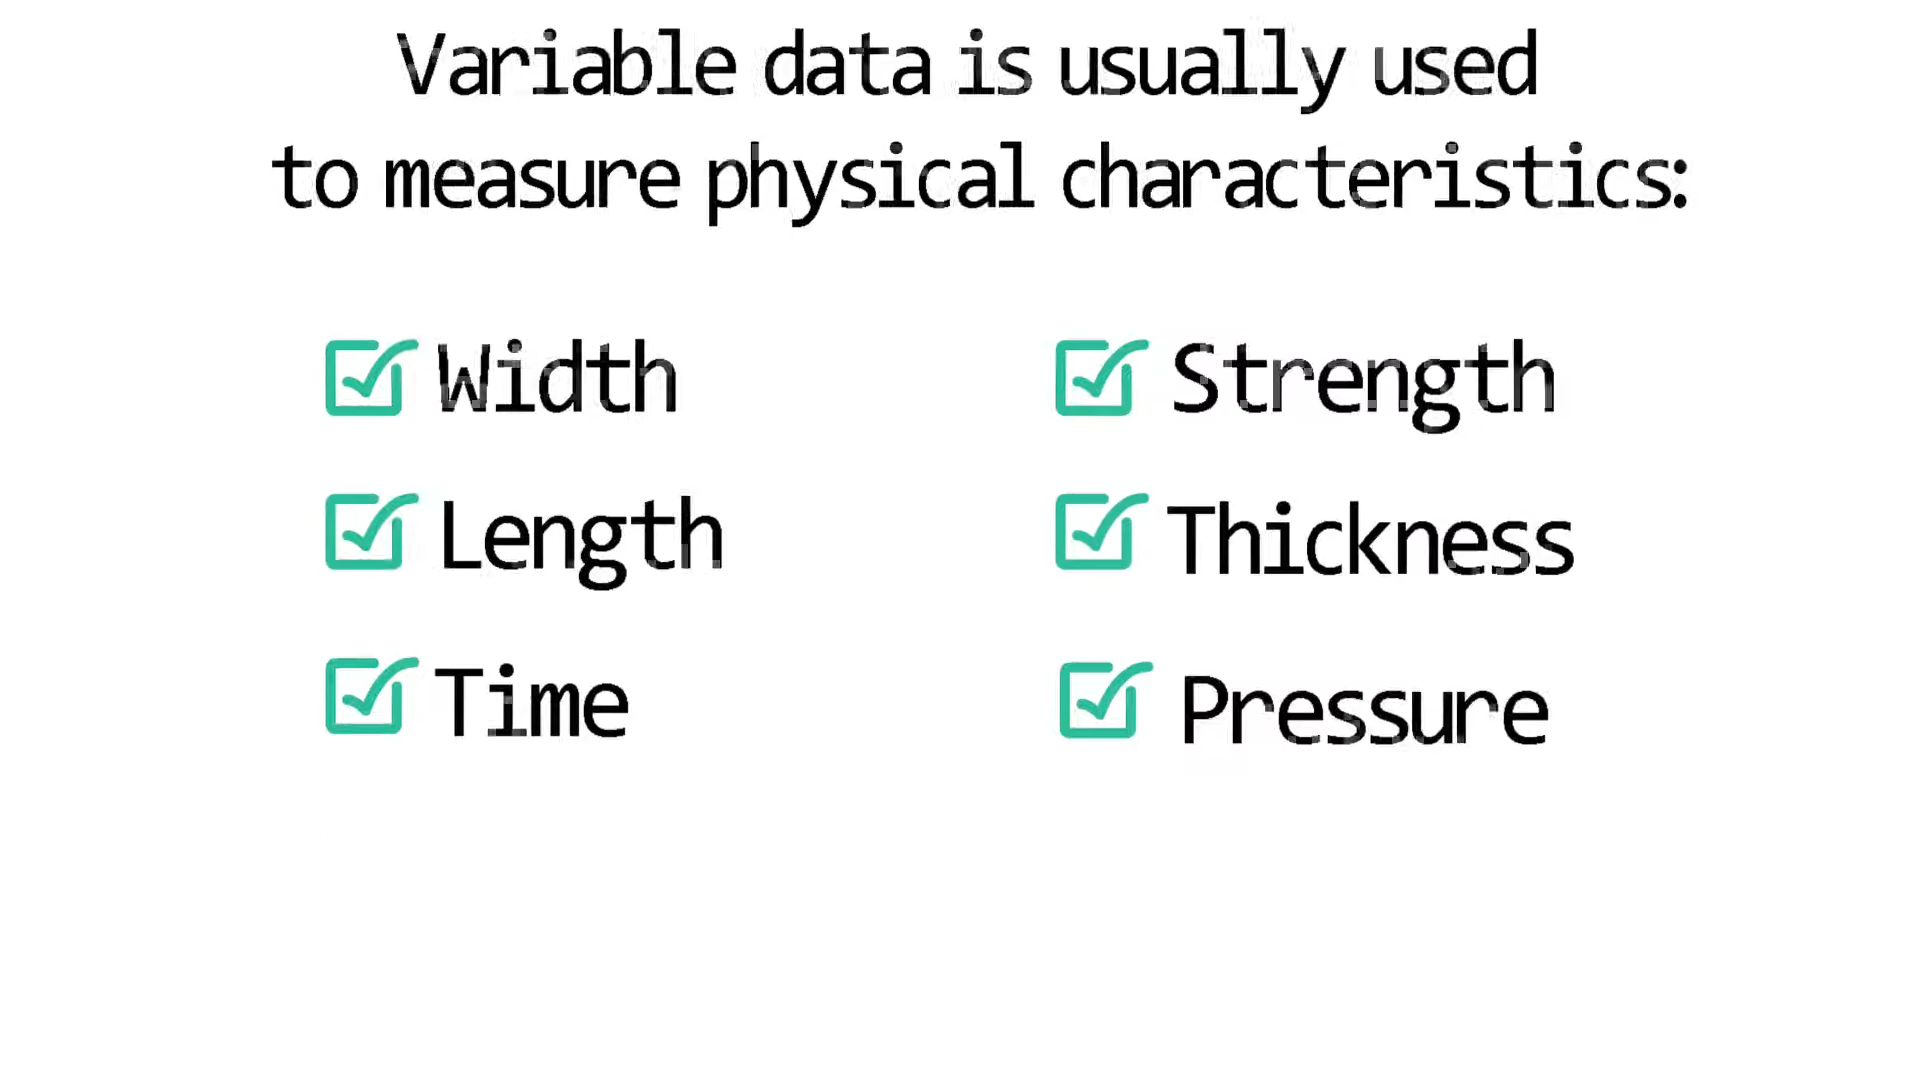 Variable data is usually used
to measure physical characteristics:
Width
Strength
Length
Thickness
Time
Pressure